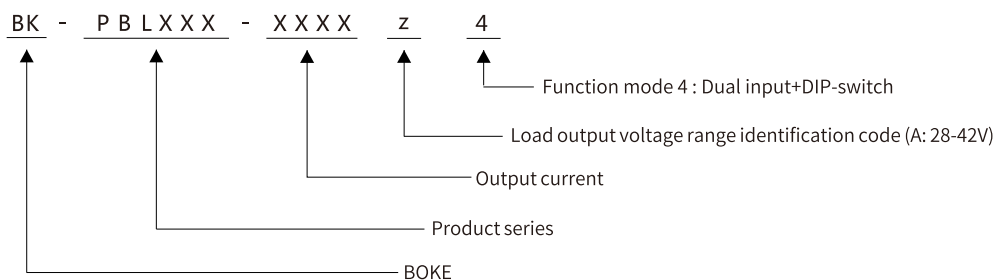 BK - PBLXXX - XXXX z 4
Function mode 4 : Dual input+DIP-switch
Load output voltage range identification code (A: 28-42V)
Output current
Product series
BOKE